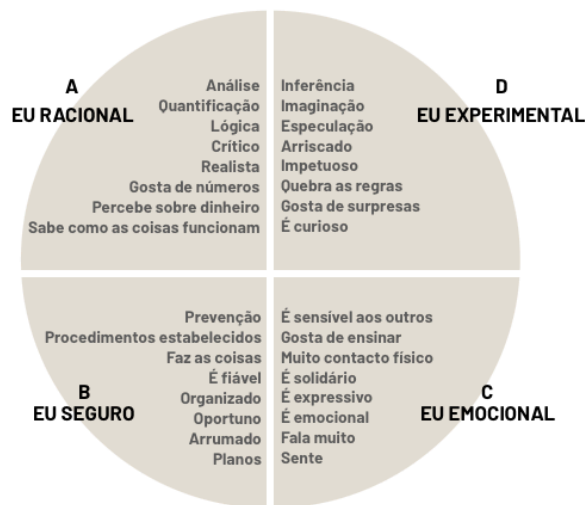 A
EU RACIONAL
Análise
Quantificação
Lógica
Crítico
Realista
Gosta de números
Percebe sobre dinheiro
Sabe como as coisas funcionam
D
EU EXPERIMENTAL
Inferência
Imaginação
Especulação
Arriscado
Impetuoso
Quebra as regras
Gosta de surpresas
É curioso
B
EU SEGURO
Prevenção
Procedimentos estabelecidos
Faz as coisas
É fiável
Organizado
Oportuno
Arrumado
Planos
C
EU EMOCIONAL
É sensível aos outros
Gosta de ensinar
Muito contacto físico
É solidário
É expressivo
É emocional
Fala muito
Sente